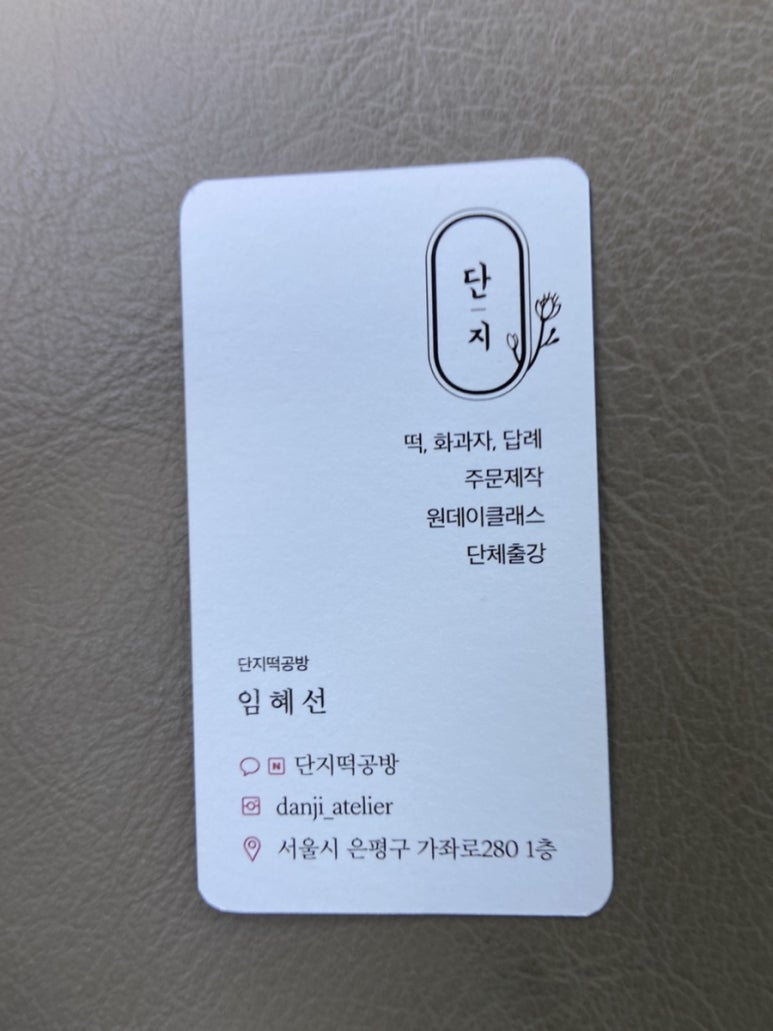 단
지
떡, 화과자, 답례
주문제작
원데이클래스
단체출강
단지떡공방
임혜선
N 단지떡공방
danji_atelier
서울시 은평구 가좌로280 1층